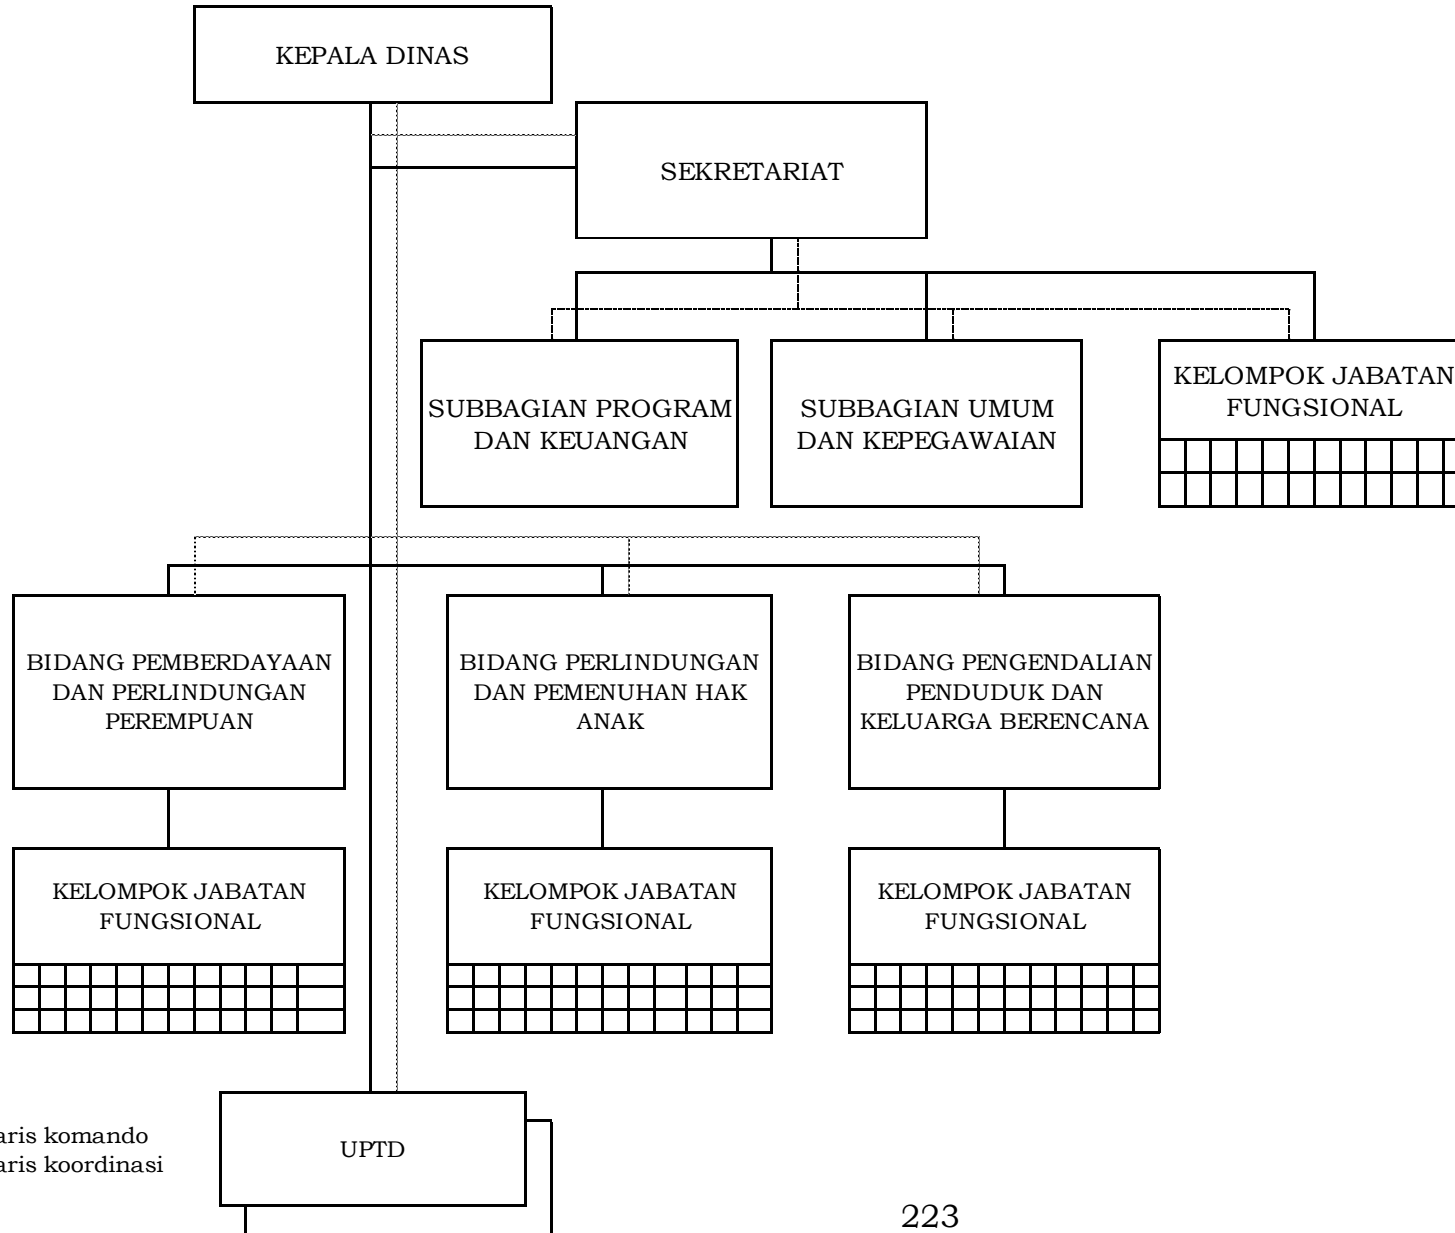 KEPALA DINAS
SEKRETARIAT
SUBBAGIAN PROGRAM
DAN KEUANGAN
SUBBAGIAN UMUM
DAN KEPEGAWAIAN
KELOMPOK JABATAN
FUNGSIONAL
BIDANG PEMBERDAYAAN
DAN PERLINDUNGAN
PEREMPUAN
BIDANG PERLINDUNGAN
DAN PEMENUHAN HAK
ANAK
BIDANG PENGENDALIAN
PENDUDUK DAN
KELUARGA BERENCANA
KELOMPOK JABATAN
FUNGSIONAL
KELOMPOK JABATAN
FUNGSIONAL
KELOMPOK JABATAN
FUNGSIONAL
aris komando
aris koordinasi
UPTD
223